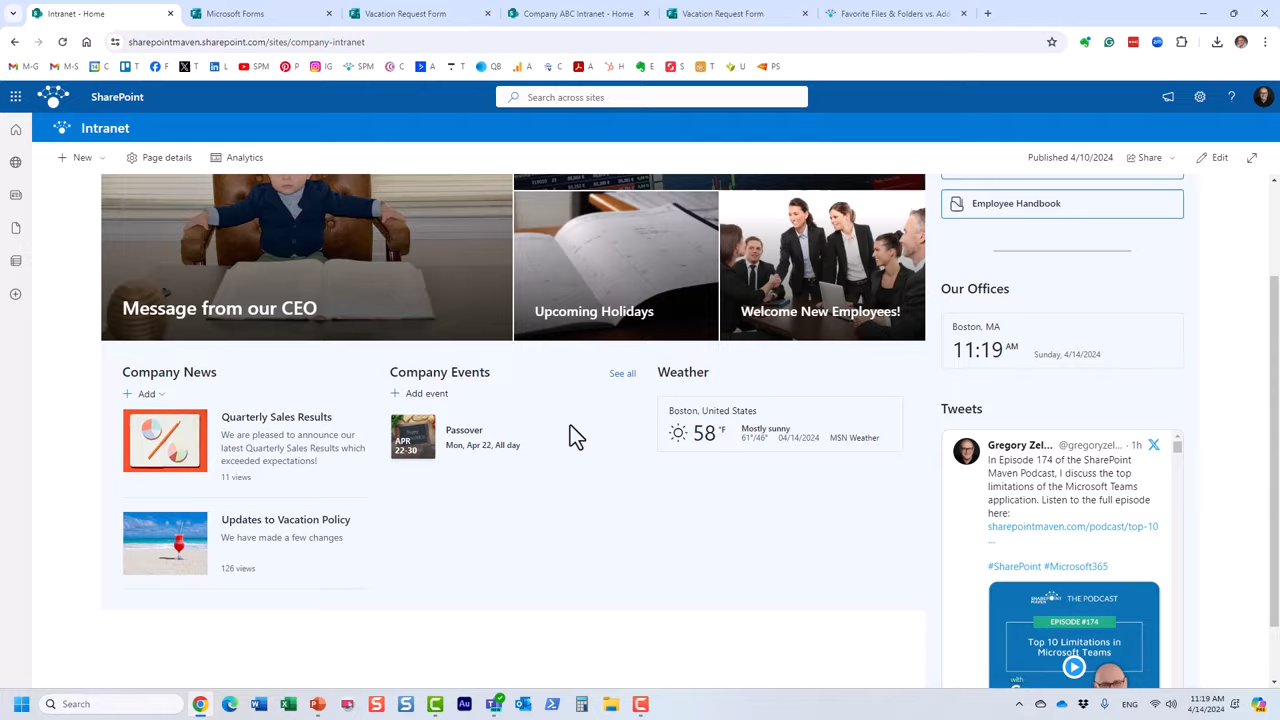 Intranet - Home
Microsoft Forms
Vacation Request Form
Company ABC Intranet - Home
Vacation Request Form
Favorite Files & Folders vs. Add
sharepointmaven.sharepoint.com/sites/company-intranet
M-G
M-S
C
T
F
T
L
SPM
P
IG
SPM
C
A
T
QB
A
C
A
H
E
S
T
U
PS
SharePoint
Search across sites
Intranet
New
Page details
Analytics
Published 4/10/2024
Share
Edit
Employee Handbook
Message from our CEO
Upcoming Holidays
Welcome New Employees!
Our Offices
Boston, MA
11:19 AM
Sunday, 4/14/2024
Company News
Add
Quarterly Sales Results
We are pleased to announce our
latest Quarterly Sales Results which
exceeded expectations!
11 views
Updates to Vacation Policy
We have made a few changes
126 views
Company Events
See all
Add event
APR
22-30
Passover
Mon, Apr 22, All day
Weather
Boston, United States
58 °F
Mostly sunny
61°/46°
04/14/2024
MSN Weather
Tweets
Gregory Zel... @gregoryzel... · 1h
In Episode 174 of the SharePoint
Maven Podcast, I discuss the top
limitations of the Microsoft Teams
application. Listen to the full episode
here:
sharepointmaven.com/podcast/top-10
...
#SharePoint #Microsoft365
SHAREPOINT MAVEN THE PODCAST
EPISODE #174
Top 10 Limitations in
Microsoft Teams
with
Search
ENG
11:19 AM
4/14/2024